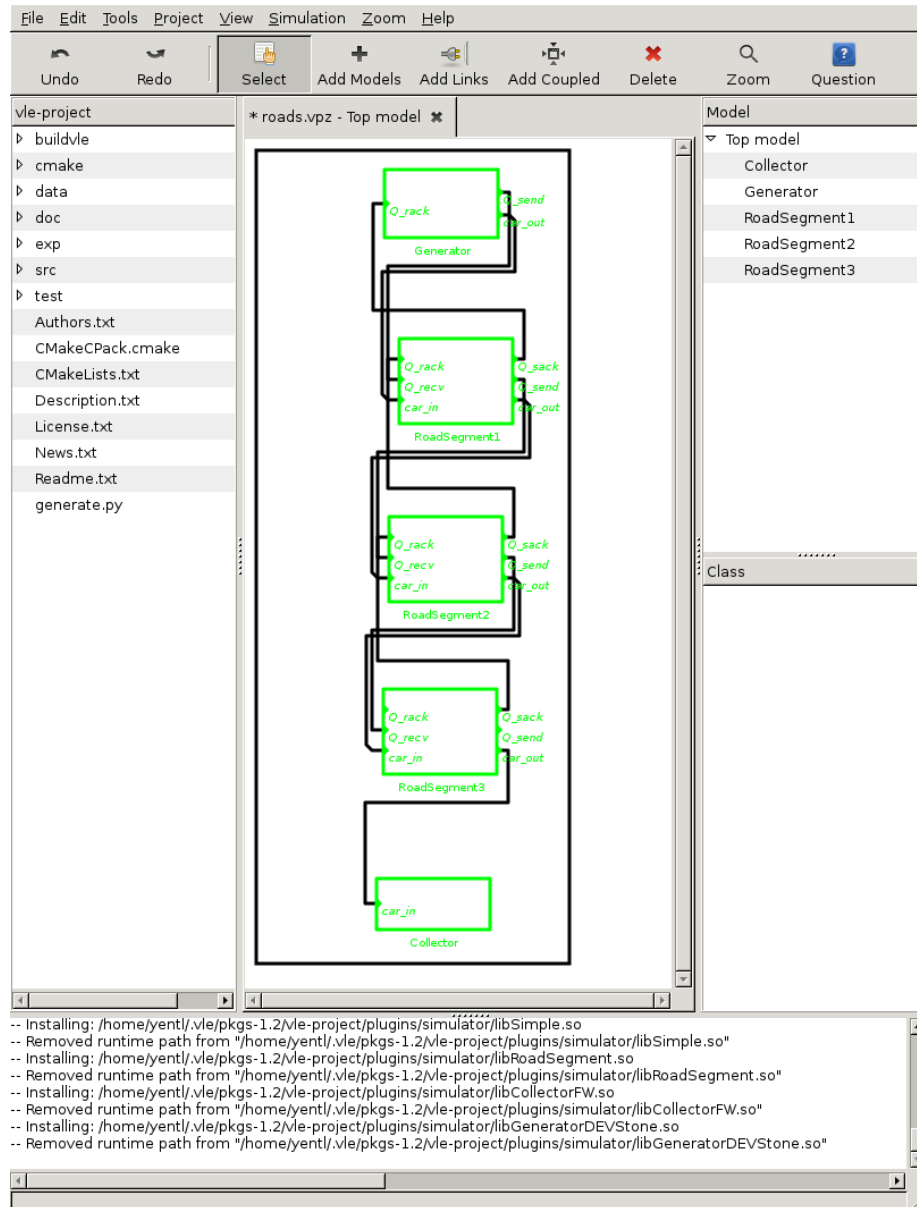 File Edit Tools Project View Simulation Zoom Help
Undo Redo Select Add Models Add Links Add Coupled Delete Zoom Question
vle-project
buildvle
cmake
data
doc
exp
src
test
Authors.txt
CMakeCPack.cmake
CMakeLists.txt
Description.txt
License.txt
News.txt
Readme.txt
generate.py
* roads.vpz - Top model
Q_rack
Q_send
car_out
Generator
Q_rack
Q_recv
car_in
Q_sack
Q_send
car_out
RoadSegment1
Q_rack
Q_recv
car_in
Q_sack
Q_send
car_out
RoadSegment2
Q_rack
Q_recv
car_in
Q_sack
Q_send
car_out
RoadSegment3
car_in
Collector
Model
Top model
Collector
Generator
RoadSegment1
RoadSegment2
RoadSegment3
Class
-- Installing: /home/yentl/.vle/pkgs-1.2/vle-project/plugins/simulator/libSimple.so
-- Removed runtime path from "/home/yentl/.vle/pkgs-1.2/vle-project/plugins/simulator/libSimple.so"
-- Installing: /home/yentl/.vle/pkgs-1.2/vle-project/plugins/simulator/libRoadSegment.so
-- Removed runtime path from "/home/yentl/.vle/pkgs-1.2/vle-project/plugins/simulator/libRoadSegment.so"
-- Installing: /home/yentl/.vle/pkgs-1.2/vle-project/plugins/simulator/libCollectorFW.so
-- Removed runtime path from "/home/yentl/.vle/pkgs-1.2/vle-project/plugins/simulator/libCollectorFW.so"
-- Installing: /home/yentl/.vle/pkgs-1.2/vle-project/plugins/simulator/libGeneratorDEVStone.so
-- Removed runtime path from "/home/yentl/.vle/pkgs-1.2/vle-project/plugins/simulator/libGeneratorDEVStone.so"